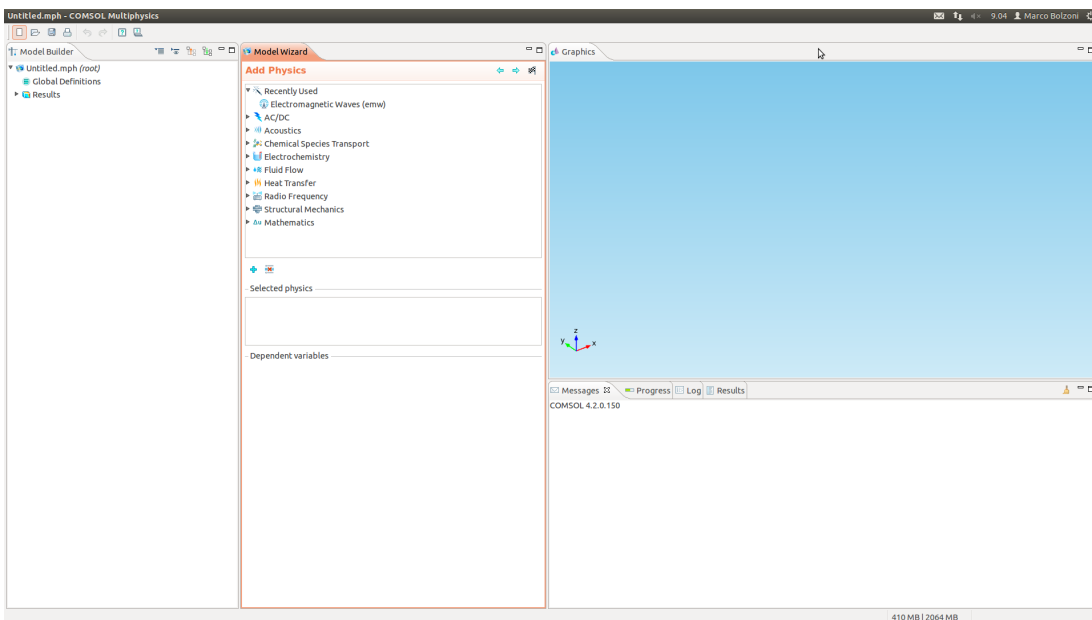 Untitled.mph - COMSOL Multiphysics
9.04 Marco Bolzoni
Model Builder
Untitled.mph (root)
Global Definitions
Results
Model Wizard
Add Physics
Recently Used
Electromagnetic Waves (emw)
AC/DC
Acoustics
Chemical Species Transport
Electrochemistry
Fluid Flow
Heat Transfer
Radio Frequency
Structural Mechanics
Δu Mathematics
Selected physics
Dependent variables
Graphics
z
y
x
Messages Progress Log Results
COMSOL 4.2.0.150
410 MB | 2064 MB